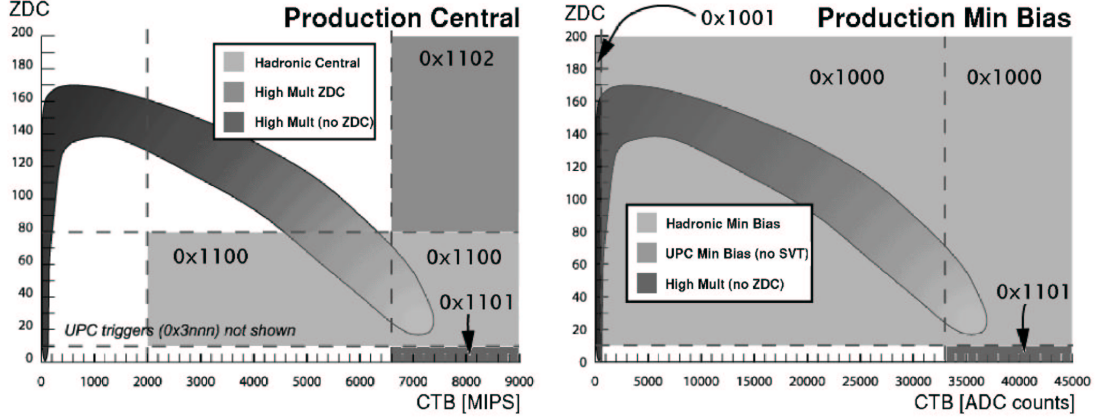 ZDC
Production Central
200
180
160
140
130
100
80
60
40
20
0
Hadronic Central
High Mult ZDC
High Mult (no ZDC)
0x1102
0x1100
0x1100
0x1101
UPC triggers (0x3nnn) not shown
0 1000 2000 3000 4000 5000 6000 7000 8000 9000
CTB [MIPS]
ZDC
0x1001
Production Min Bias
200
180
160
140
130
100
80
60
40
20
0
0x1000
0x1000
Hadronic Min Bias
UPC Min Bias (no SVT)
High Mult (no ZDC)
0x1101
0 5000 10000 15000 20000 25000 30000 35000 40000 45000
CTB [ADC counts]